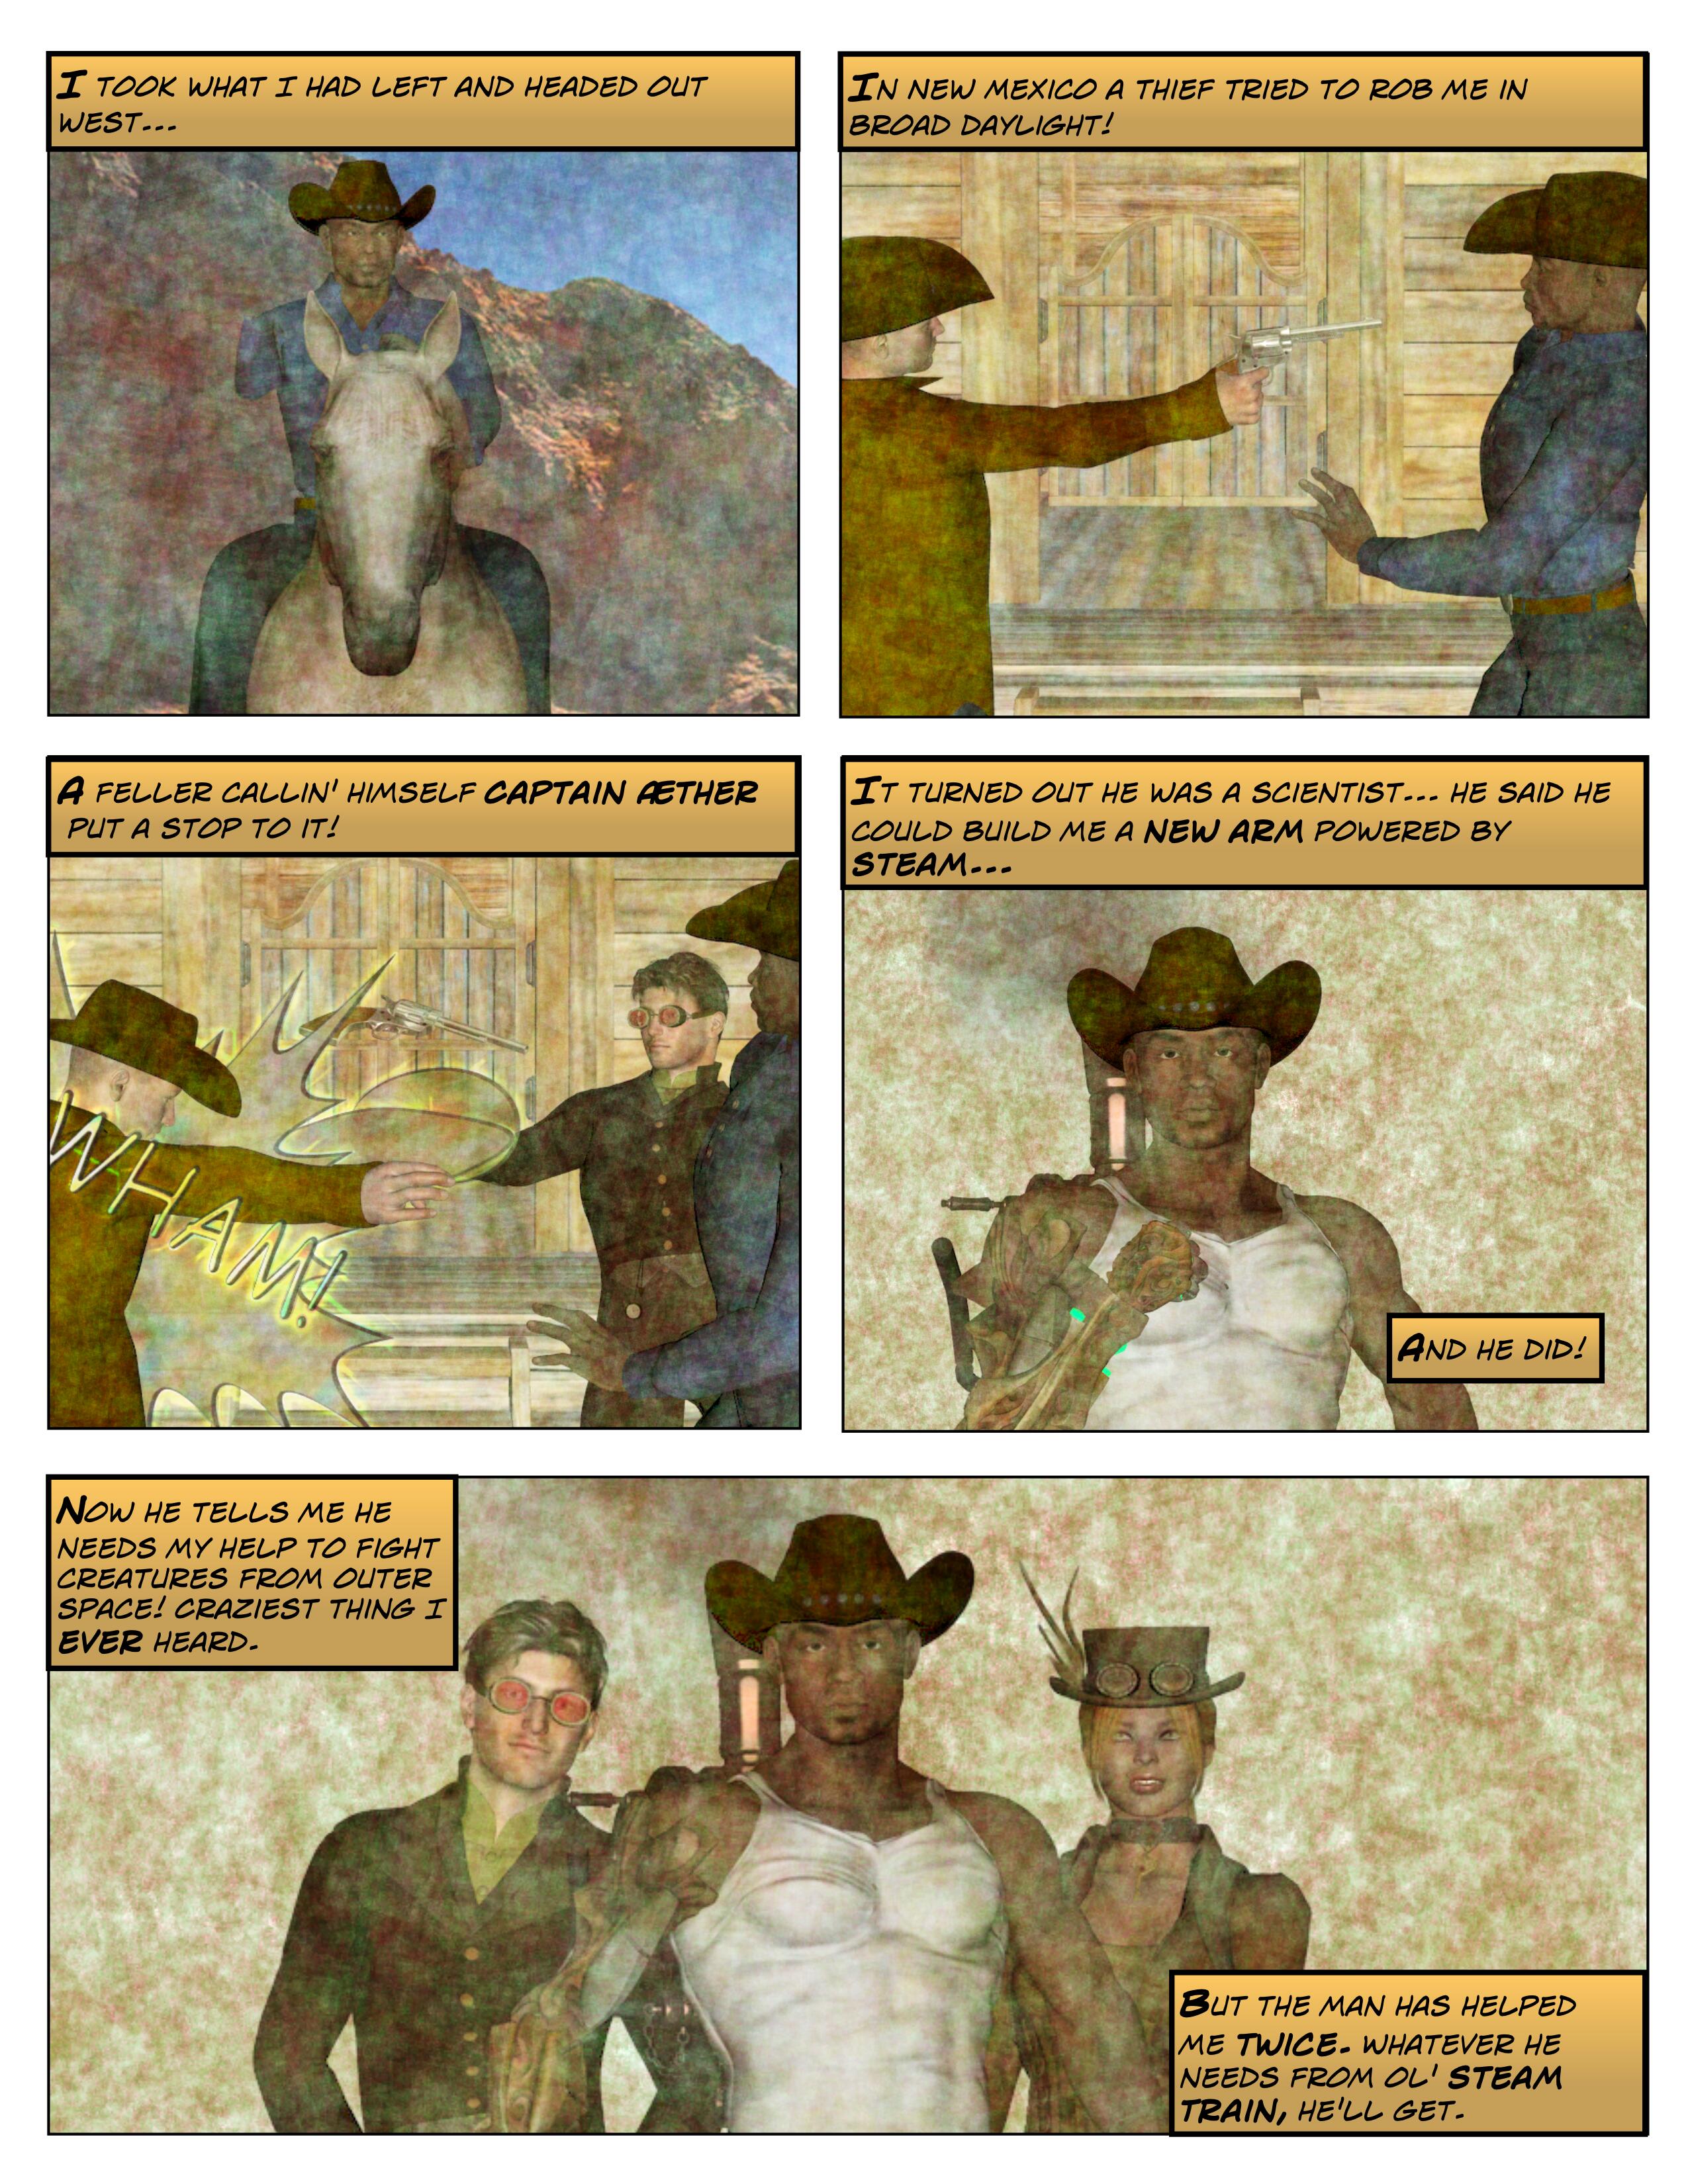 I TOOK WHAT I HAD LEFT AND HEADED OUT
WEST...
IN NEW MEXICO A THIEF TRIED TO ROB ME IN
BROAD DAYLIGHT!
A FELLER CALLIN' HIMSELF CAPTAIN ÆTHER
PUT A STOP TO IT!
WHAM!
IT TURNED OUT HE WAS A SCIENTIST... HE SAID HE
COULD BUILD ME A NEW ARM POWERED BY
STEAM...
AND HE DID!
NOW HE TELLS ME HE
NEEDS MY HELP TO FIGHT
CREATURES FROM OUTER
SPACE! CRAZIEST THING I
EVER HEARD.
BUT THE MAN HAS HELPED
ME TWICE. WHATEVER HE
NEEDS FROM OL' STEAM
TRAIN, HE'LL GET.